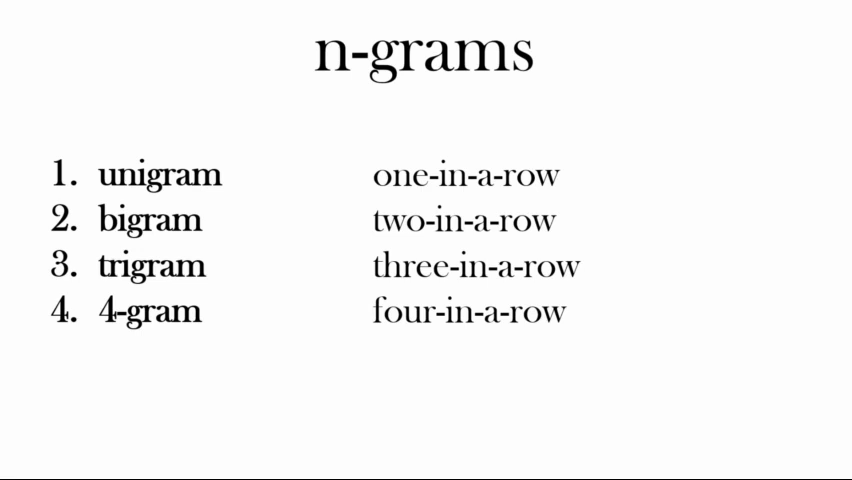 n-grams
1. unigram one-in-a-row
2. bigram two-in-a-row
3. trigram three-in-a-row
4. 4-gram four-in-a-row